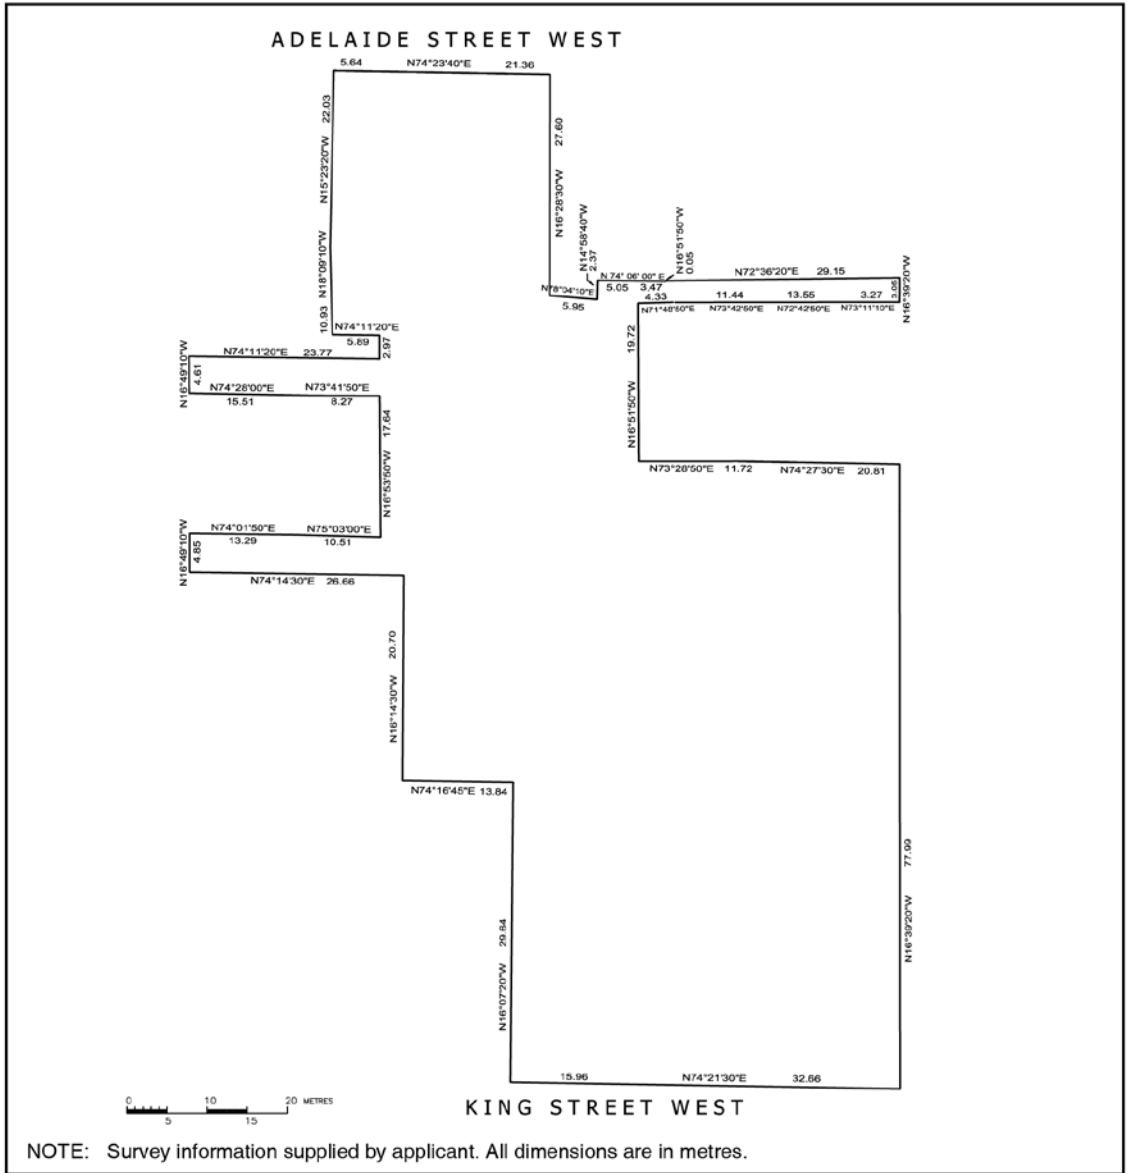 ADELAIDE STREET WEST
5.64 N74°23'40"E 21.36
22.03
N15°23'20"W
N18°09'10"W
10.93
27.60
N16°28'30"W
N14°58'40"W
2.37
N16°51'50"W
0.05
N 74° 06' 00" E
5.05 3.47
N72°36'20"E 29.15
3.05
N16°39'20"W
N78°04'10"E
5.95
4.33 11.44 13.55 3.27
N71°48'50"E N73°42'50"E N72°42'50"E N73°11'10"E
19.72
N16°51'50"W
N73°28'50"E 11.72 N74°27'30"E 20.81
N74°11'20"E
5.89
2.97
N74°11'20"E 23.77
N16°49'10"W
4.61
N74°28'00"E N73°41'50"E
15.51 8.27
17.64
N16°53'50"W
N74°01'50"E N75°03'00"E
13.29 10.51
N16°49'10"W
4.85
N74°14'30"E 26.66
20.70
N16°14'30"W
N74°16'45"E 13.84
29.64
N16°07'20"W
77.99
N16°39'20"W
15.96 N74°21'30"E 32.66
KING STREET WEST
0 10 20 METRES
5 15
NOTE: Survey information supplied by applicant. All dimensions are in metres.